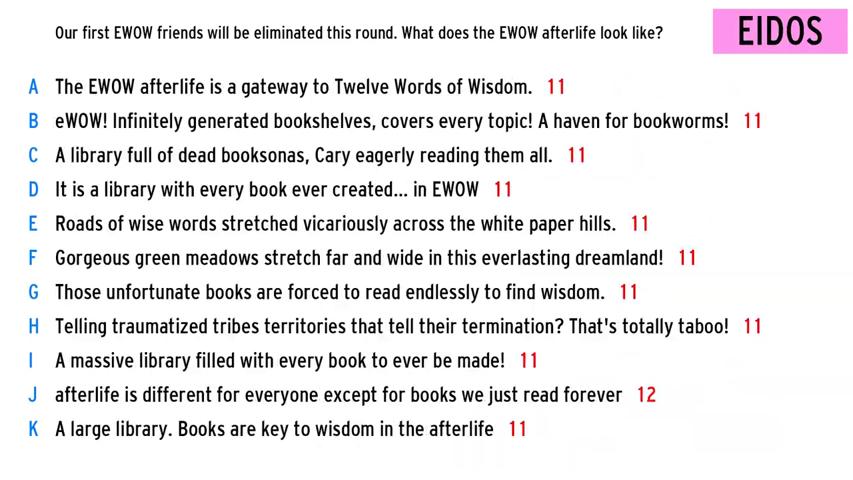 Our first EWOW friends will be eliminated this round. What does the EWOW afterlife look like?
EIDOS
A The EWOW afterlife is a gateway to Twelve Words of Wisdom. 11
B eWOW! Infinitely generated bookshelves, covers every topic! A haven for bookworms! 11
C A library full of dead booksonas, Cary eagerly reading them all. 11
D It is a library with every book ever created... in EWOW 11
E Roads of wise words stretched vicariously across the white paper hills. 11
F Gorgeous green meadows stretch far and wide in this everlasting dreamland! 11
G Those unfortunate books are forced to read endlessly to find wisdom. 11
H Telling traumatized tribes territories that tell their termination? That's totally taboo! 11
I A massive library filled with every book to ever be made! 11
J afterlife is different for everyone except for books we just read forever 12
K A large library. Books are key to wisdom in the afterlife 11